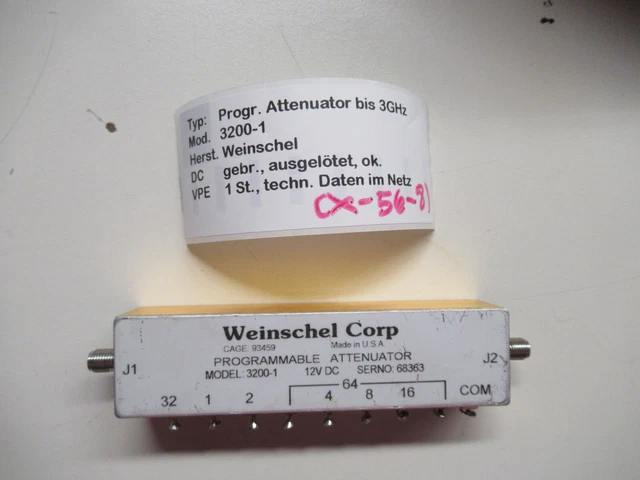 Typ: Progr. Attenuator bis 3GHz
Mod. 3200-1
Herst. Weinschel
DC gebr., ausgelötet, ok.
VPE 1 St., techn. Daten im Netz
CX-56-8)
Weinschel Corp
CAGE. 93459 Made in U.S.A.
PROGRAMMABLE ATTENUATOR
MODEL: 3200-1 12V DC SERNO: 68363
J1 J2
64
32 1 2 4 8 16 COM